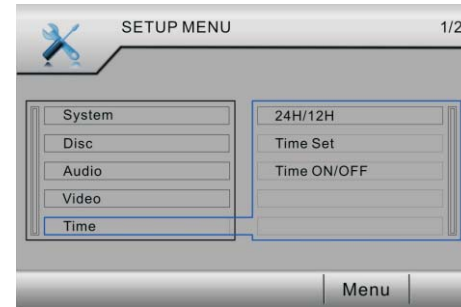 SETUP MENU
1/2
System
Disc
Audio
Video
Time
24H/12H
Time Set
Time ON/OFF
Menu